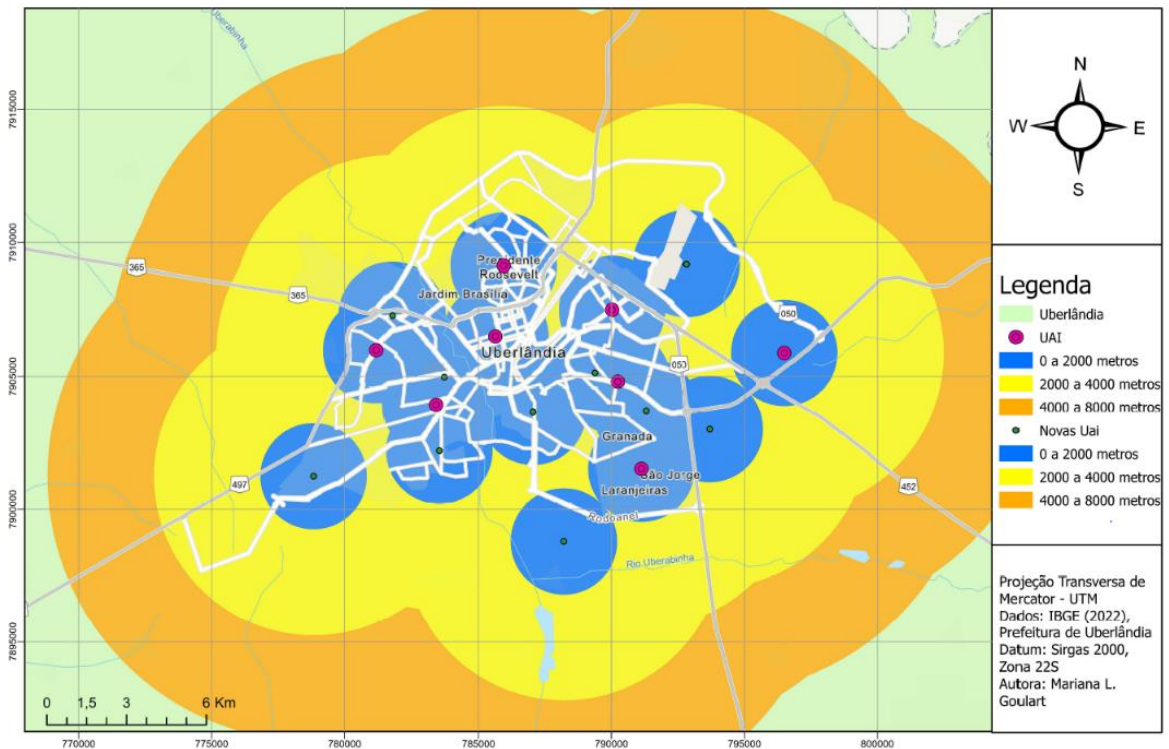 Uberabinha
7915000
7910000
7905000
7900000
7895000
365
365
Presidente
Roosevelt
Jardim Brasília
Uberlândia
050
053
Granada
São Jorge
Laranjeiras
497
452
Rodoanel
Rio Uberabinha
0 1,5 3 6 Km
770000 775000 780000 785000 790000 795000 800000
N
W E
S
Legenda
Uberlândia
UAI
0 a 2000 metros
2000 a 4000 metros
4000 a 8000 metros
Novas Uai
0 a 2000 metros
2000 a 4000 metros
4000 a 8000 metros
Projeção Transversa de
Mercator - UTM
Dados: IBGE (2022),
Prefeitura de Uberlândia
Datum: Sirgas 2000,
Zona 22S
Autora: Mariana L.
Goulart